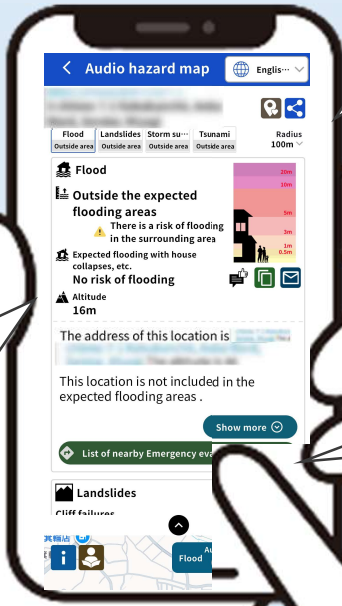 Audio hazard map
Englis…
Flood
Outside area
Landslides
Outside area
Storm su…
Outside area
Tsunami
Outside area
Radius
100m
Flood
Outside the expected
flooding areas
There is a risk of flooding
in the surrounding area
Expected flooding with house
collapses, etc.
No risk of flooding
Altitude
16m
20m
10m
5m
3m
1m
0.5m
The address of this location is
This location is not included in the
expected flooding areas .
Show more
List of nearby Emergency eva
Landslides
Cliff failures
箕輪店
Flood